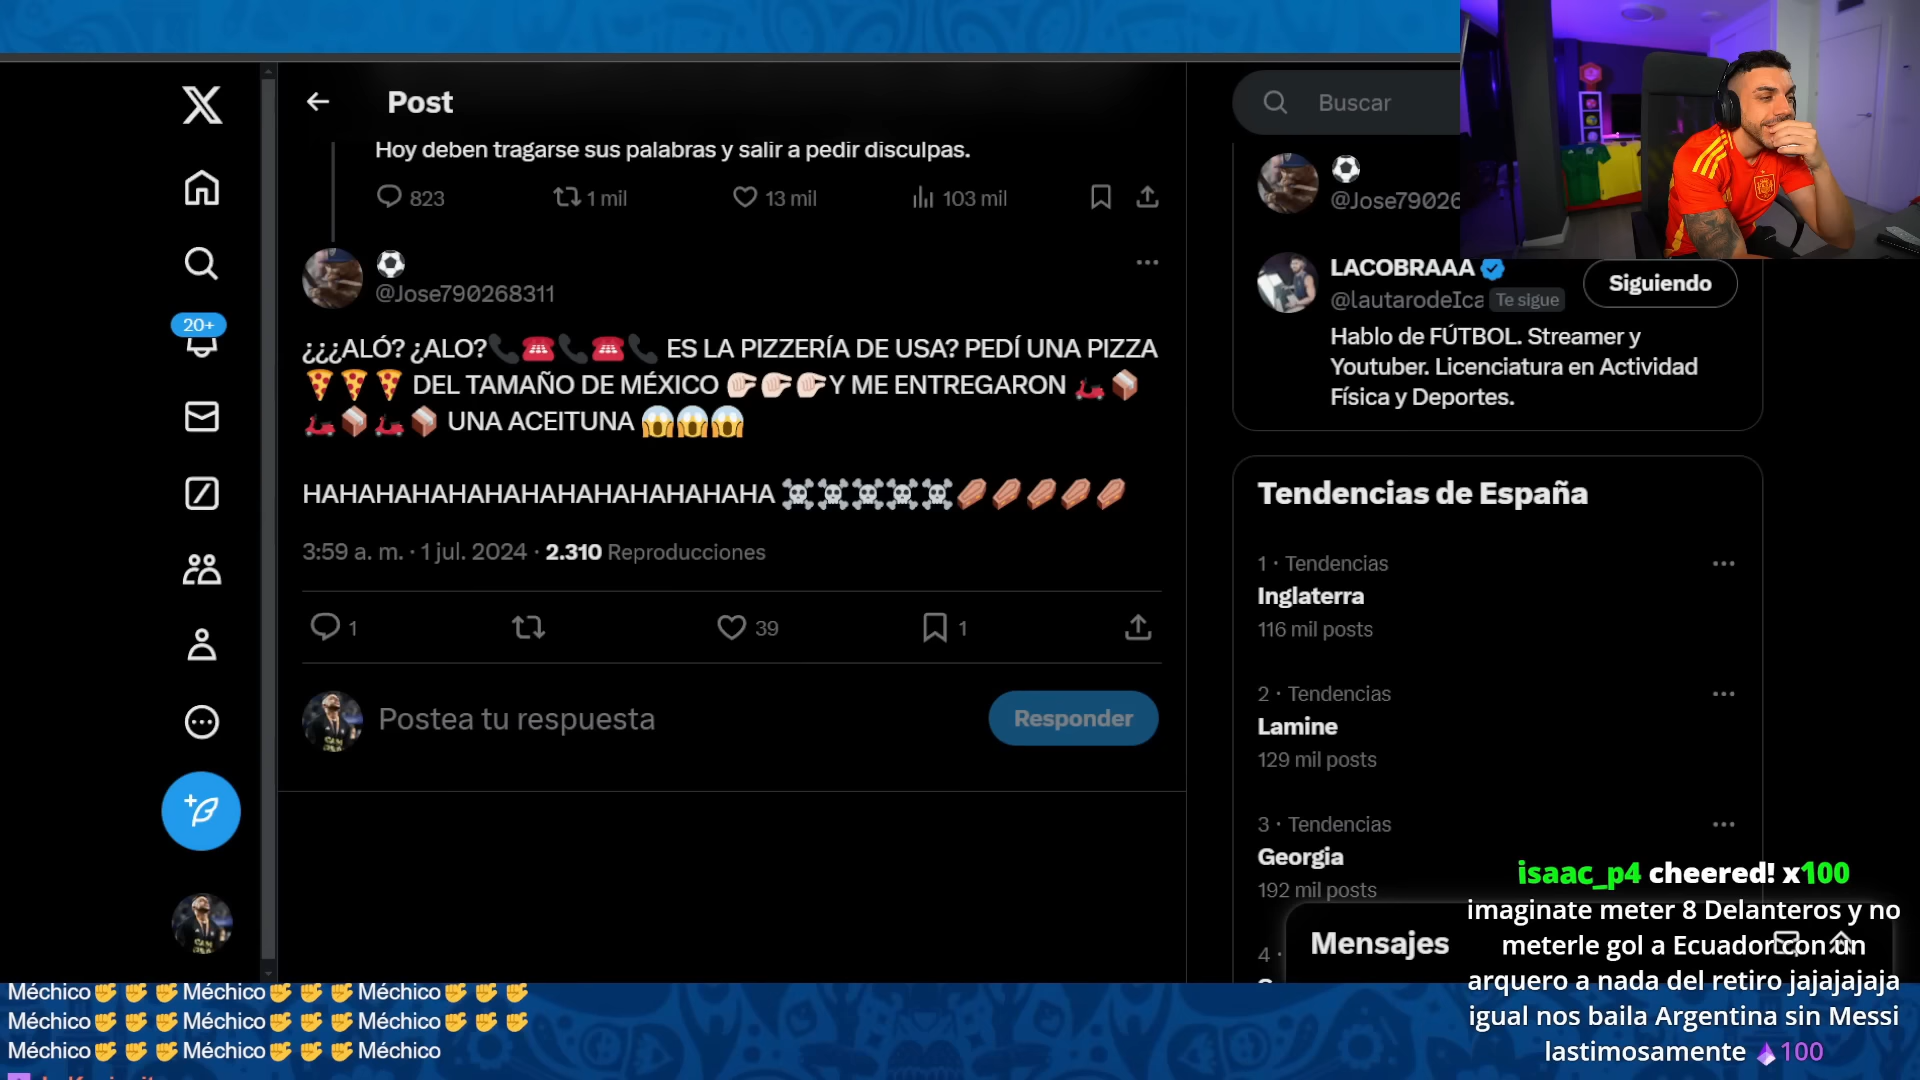 Post
Hoy deben tragarse sus palabras y salir a pedir disculpas.
823 1 mil 13 mil 103 mil
@Jose790268311
¿¿¿ALÓ? ¿ALO?📞☎️📞☎️📞 ES LA PIZZERÍA DE USA? PEDÍ UNA PIZZA
🍕🍕🍕 DEL TAMAÑO DE MÉXICO 👉🏻👉🏻👉🏻Y ME ENTREGARON 🛵📦
🛵📦🛵📦 UNA ACEITUNA 😱😱😱
HAHAHAHAHAHAHAHAHAHAHAHAHA ☠️☠️☠️☠️☠️⚰️⚰️⚰️⚰️⚰️
3:59 a. m. · 1 jul. 2024 · 2.310 Reproducciones
1 39 1
Postea tu respuesta
Responder
20+
Buscar
@Jose79026
LACOBRAAA
@lautarodelca Te sigue
Siguiendo
Hablo de FÚTBOL. Streamer y
Youtuber. Licenciatura en Actividad
Física y Deportes.
Tendencias de España
1 · Tendencias
Inglaterra
116 mil posts
2 · Tendencias
Lamine
129 mil posts
3 · Tendencias
Georgia
192 mil posts
4 ·
Mensajes
isaac_p4 cheered! x100
imaginate meter 8 Delanteros y no
meterle gol a Ecuador con un
arquero a nada del retiro jajajajaja
igual nos baila Argentina sin Messi
lastimosamente 100
Méchico✊✊✊Méchico✊✊✊Méchico✊✊✊
Méchico✊✊✊Méchico✊✊✊Méchico✊✊✊
Méchico✊✊✊Méchico✊✊✊Méchico